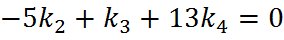 −5k₂ + k₃ + 13k₄ = 0